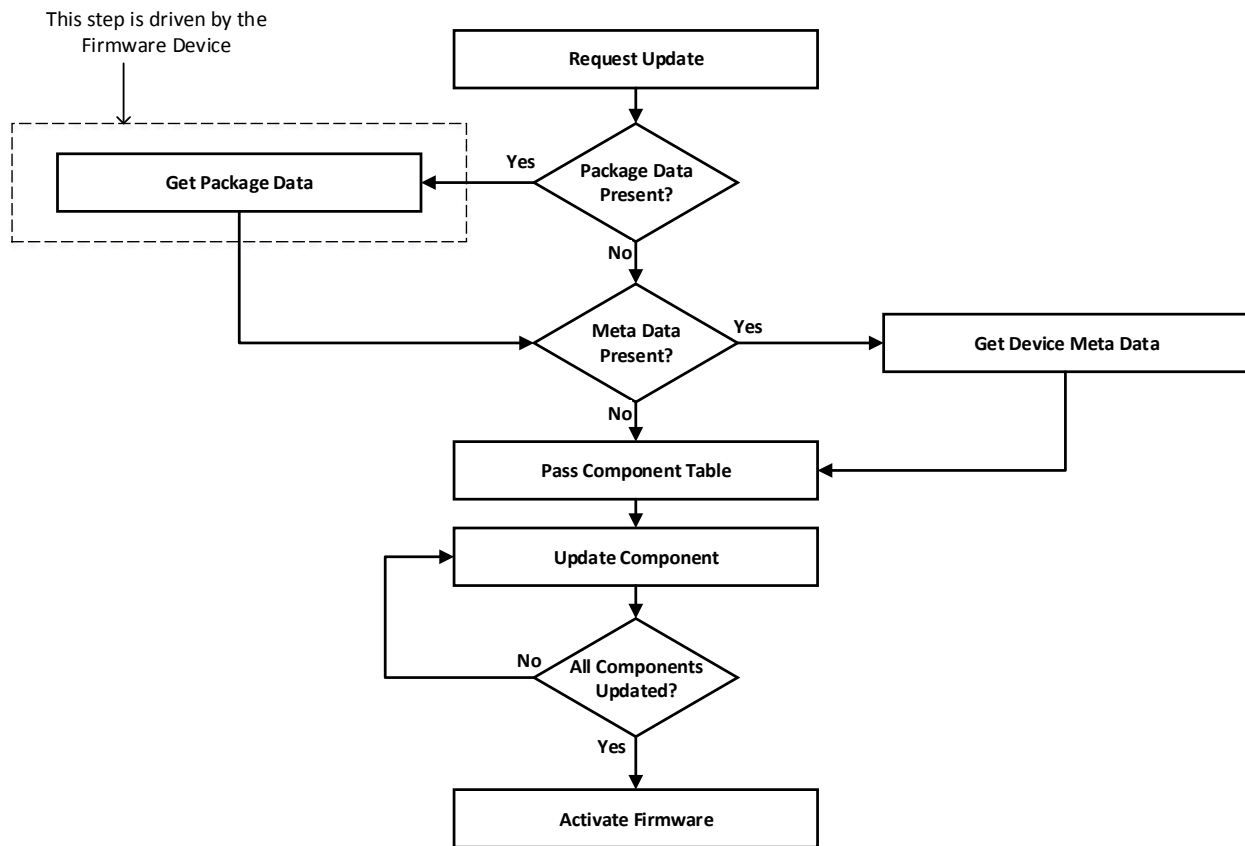 This step is driven by the
Firmware Device
Request Update
Yes
Package Data
Present?
Get Package Data
No
Meta Data
Present?
Yes
Get Device Meta Data
No
Pass Component Table
Update Component
No
All Components
Updated?
Yes
Activate Firmware